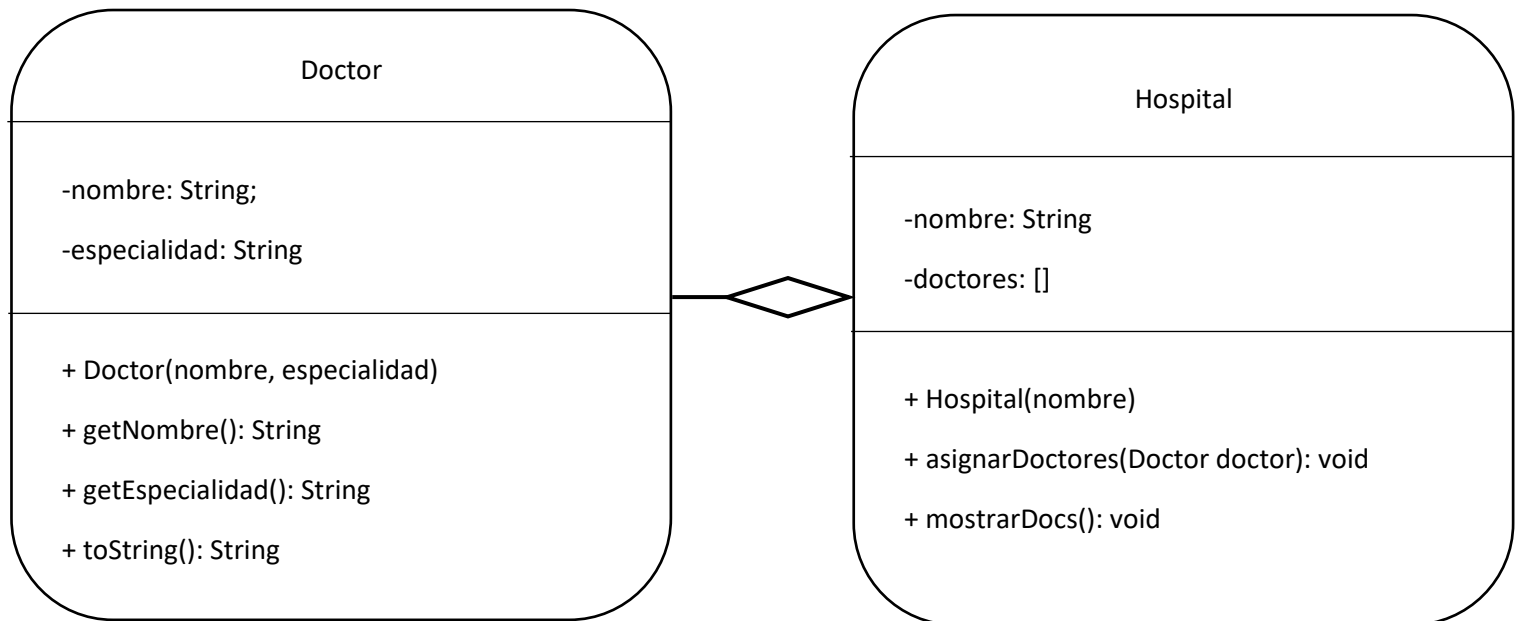 Doctor
-nombre: String;
-especialidad: String
+ Doctor(nombre, especialidad)
+ getNombre(): String
+ getEspecialidad(): String
+ toString(): String
Hospital
-nombre: String
-doctores: []
+ Hospital(nombre)
+ asignarDoctores(Doctor doctor): void
+ mostrarDocs(): void